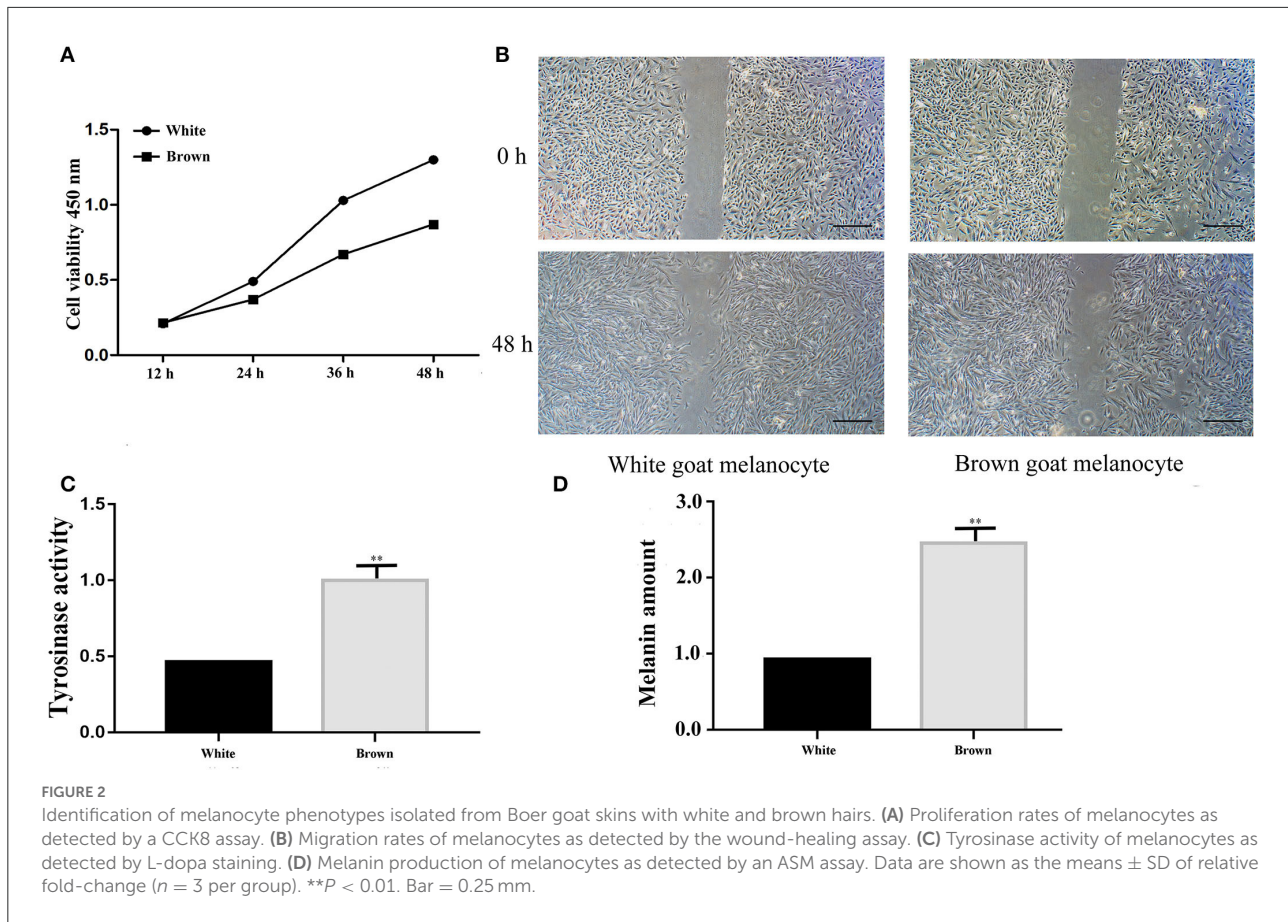 A
Cell viability 450 nm
1.5
1.0
0.5
0.0
White
Brown
12 h
24 h
36 h
48 h
B
0 h
48 h
White goat melanocyte
Brown goat melanocyte
C
Tyrosinase activity
1.5
1.0
0.5
0.0
**
White
Brown
D
Melanin amount
3.0
2.0
1.0
0.0
**
White
Brown
FIGURE 2
Identification of melanocyte phenotypes isolated from Boer goat skins with white and brown hairs. (A) Proliferation rates of melanocytes as
detected by a CCK8 assay. (B) Migration rates of melanocytes as detected by the wound-healing assay. (C) Tyrosinase activity of melanocytes as
detected by L-dopa staining. (D) Melanin production of melanocytes as detected by an ASM assay. Data are shown as the means ± SD of relative
fold-change (n = 3 per group). **P < 0.01. Bar = 0.25 mm.